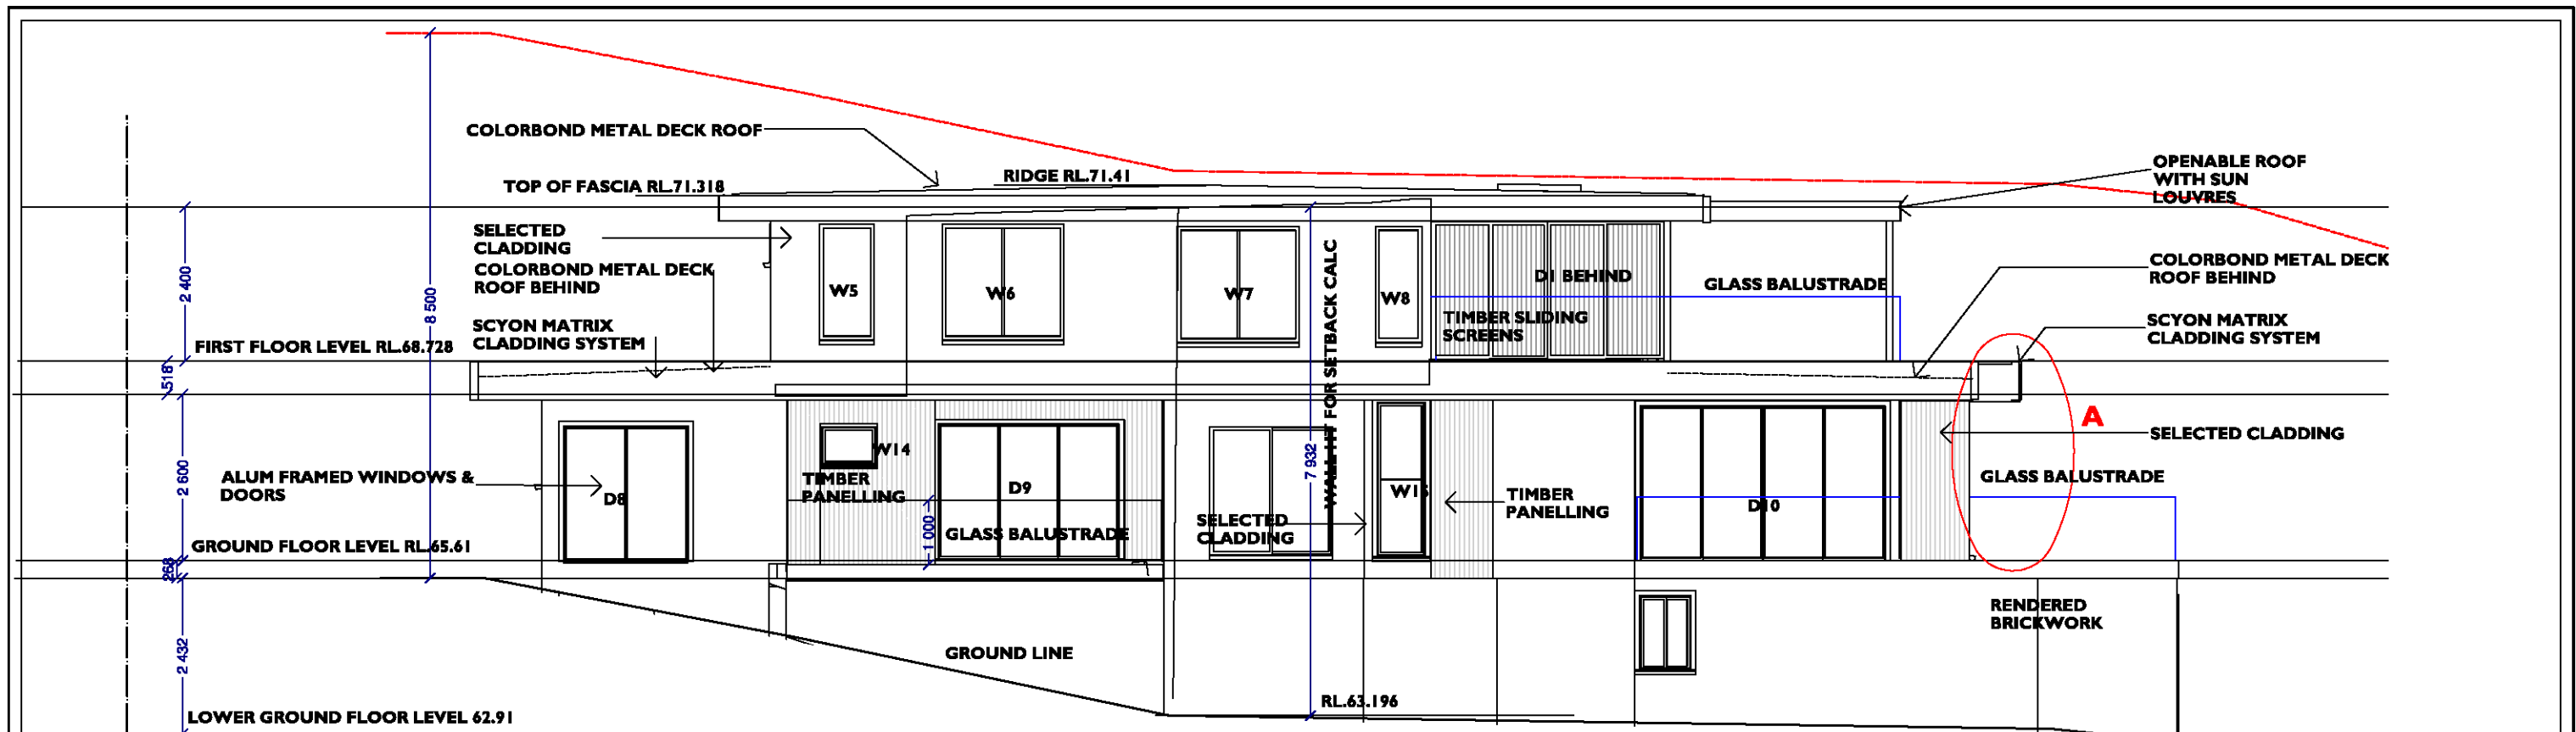 COLORBOND METAL DECK ROOF
RIDGE RL.71.41
TOP OF FASCIA RL.71.318
OPENABLE ROOF
WITH SUN
LOUVRES
SELECTED
CLADDING
COLORBOND METAL DECK
ROOF BEHIND
SCYON MATRIX
CLADDING SYSTEM
FIRST FLOOR LEVEL RL.68.728
2 400
8 500
518
2 600
268
2 432
W5
W6
W7
W8
D1 BEHIND
GLASS BALUSTRADE
TIMBER SLIDING
SCREENS
WALL HT FOR SETBACK CALC
7 932
COLORBOND METAL DECK
ROOF BEHIND
SCYON MATRIX
CLADDING SYSTEM
A
SELECTED CLADDING
GLASS BALUSTRADE
ALUM FRAMED WINDOWS &
DOORS
D8
W14
TIMBER
PANELLING
D9
1 000
GLASS BALUSTRADE
SELECTED
CLADDING
TIMBER
PANELLING
D10
GROUND FLOOR LEVEL RL.65.61
RENDERED
BRICKWORK
GROUND LINE
RL.63.196
LOWER GROUND FLOOR LEVEL 62.91